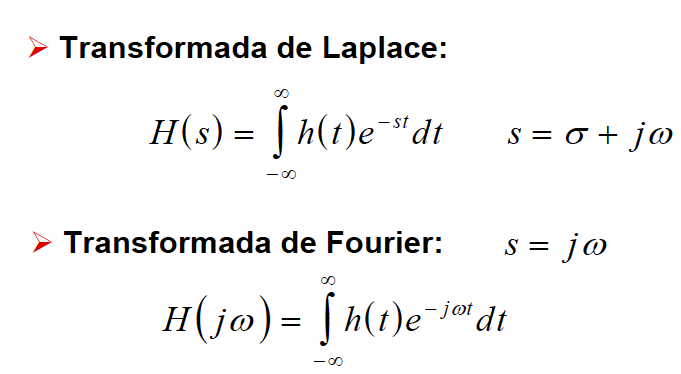 ➢ Transformada de Laplace:
H(s) = ∫_{-∞}^{∞} h(t)e^{-st}dt s = σ + jω
➢ Transformada de Fourier: s = jω
H(jω) = ∫_{-∞}^{∞} h(t)e^{-jωt}dt